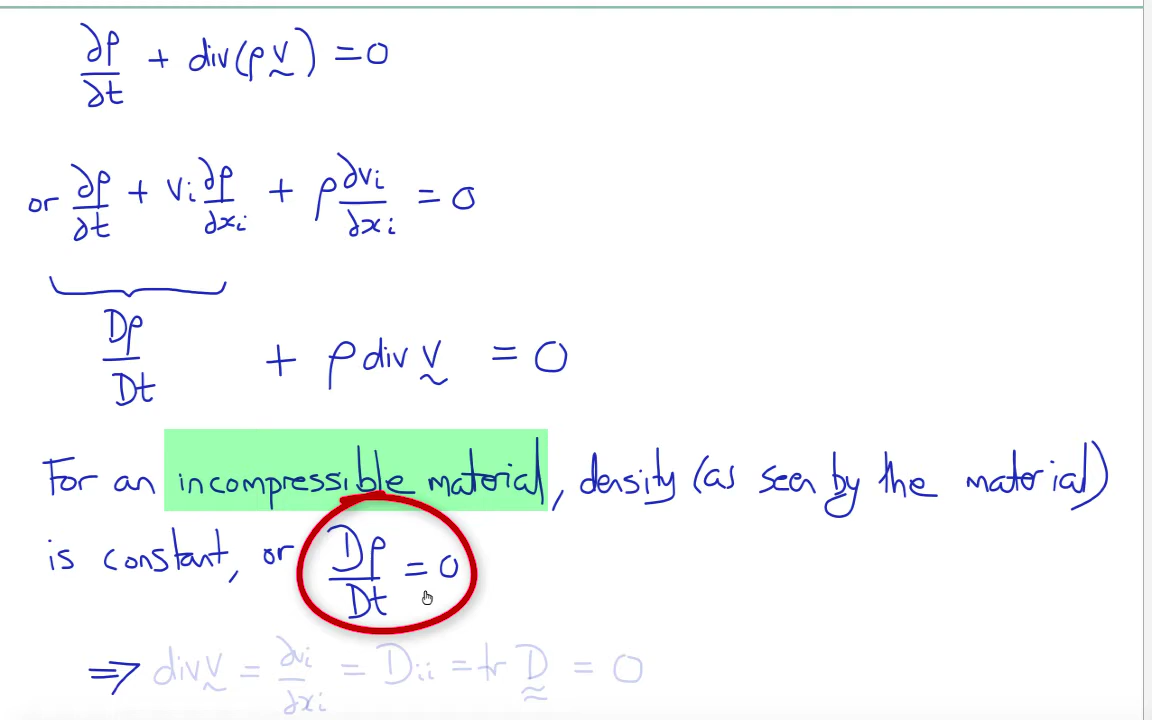 ∂ρ/∂t + div(ρ v̰) = 0
or ∂ρ/∂t + vᵢ ∂ρ/∂xᵢ + ρ ∂vᵢ/∂xᵢ = 0
Dρ/Dt + ρ div v̰ = 0
For an incompressible material, density (as seen by the material)
is constant, or Dρ/Dt = 0
⇒ div v̰ = ∂vᵢ/∂xᵢ = Dᵢᵢ = tr D̰̰ = 0